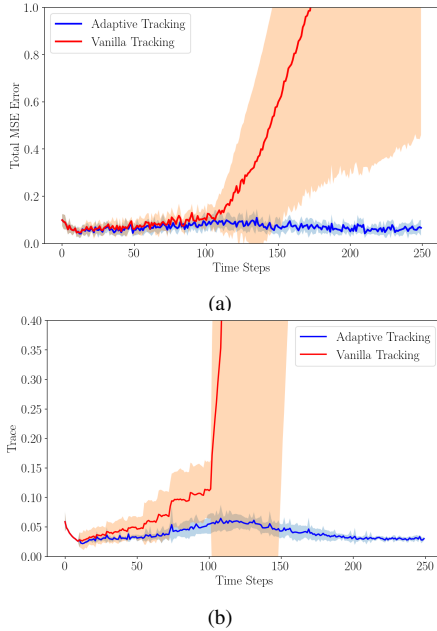 1.0
0.8
0.6
0.4
0.2
0.0
Total MSE Error
Adaptive Tracking
Vanilla Tracking
0 50 100 150 200 250
Time Steps
(a)
0.40
0.35
0.30
0.25
0.20
0.15
0.10
0.05
0.00
Trace
Adaptive Tracking
Vanilla Tracking
0 50 100 150 200 250
Time Steps
(b)